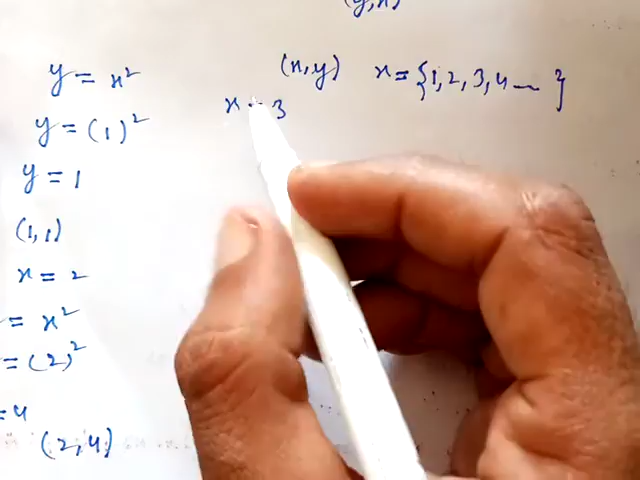 (y,x)
y = x²
(x,y) x = {1,2,3,4 — }
x = 3
y = (1)²
y = 1
(1,1)
x = 2
= x²
= (2)²
=4
(2,4)